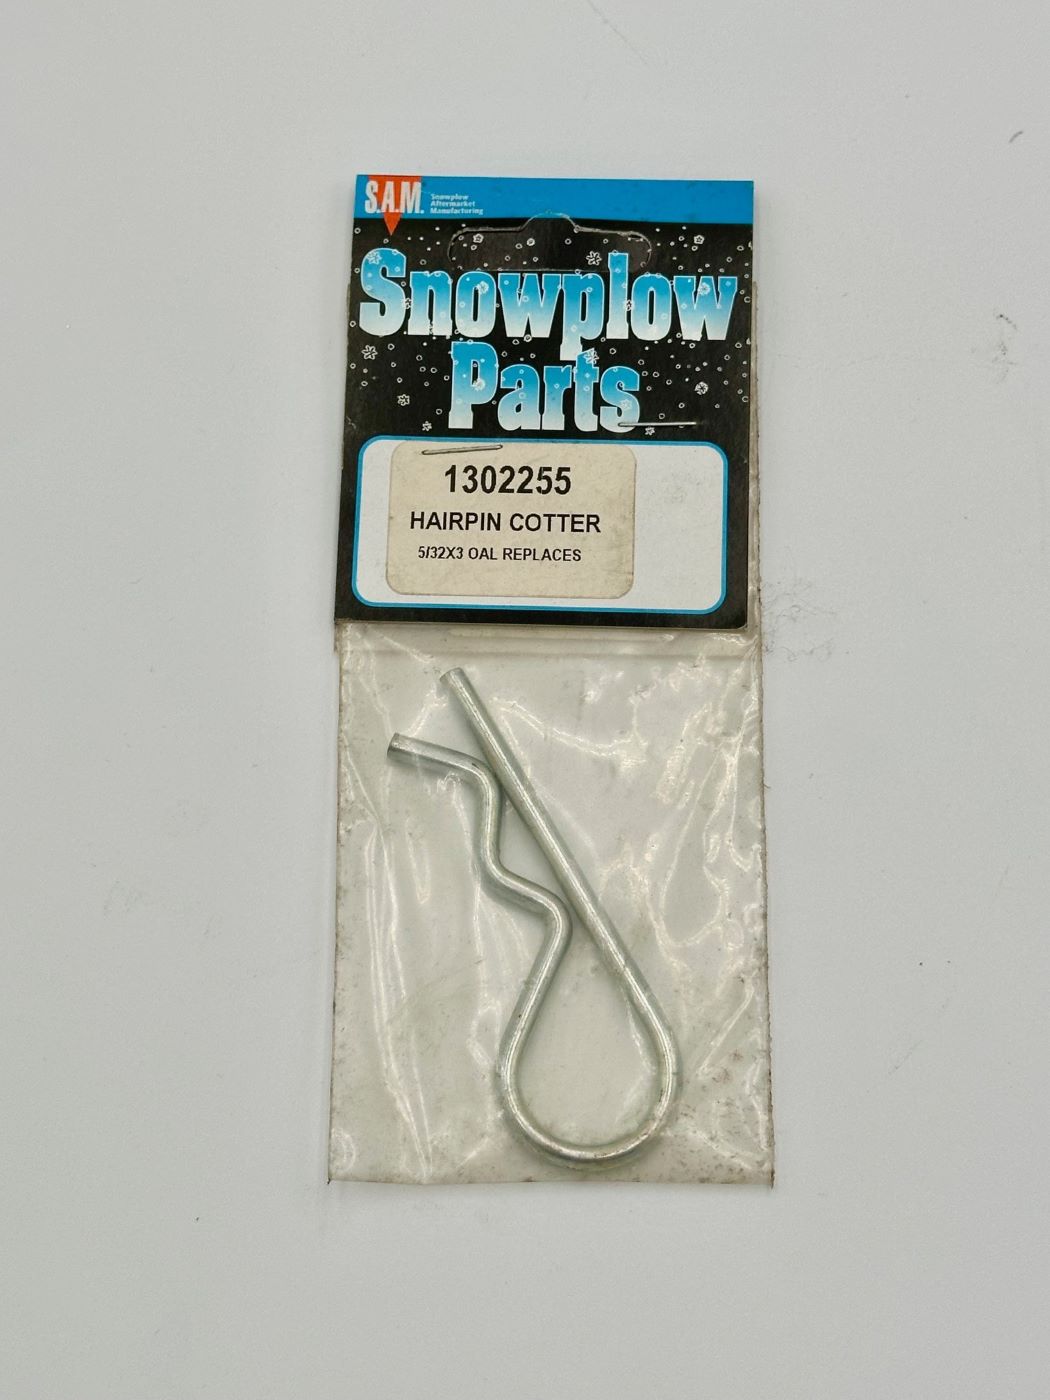 S.A.M.
Snowplow
Aftermarket
Manufacturing
Snowplow
Parts
1302255
HAIRPIN COTTER
5/32X3 OAL REPLACES